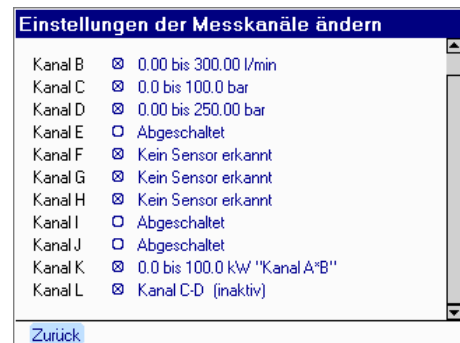 Einstellungen der Messkanäle ändern
Kanal B 0.00 bis 300.00 l/min
Kanal C 0.0 bis 100.0 bar
Kanal D 0.00 bis 250.00 bar
Kanal E Abgeschaltet
Kanal F Kein Sensor erkannt
Kanal G Kein Sensor erkannt
Kanal H Kein Sensor erkannt
Kanal I Abgeschaltet
Kanal J Abgeschaltet
Kanal K 0.0 bis 100.0 kW "Kanal A*B"
Kanal L Kanal C-D (inaktiv)
Zurück